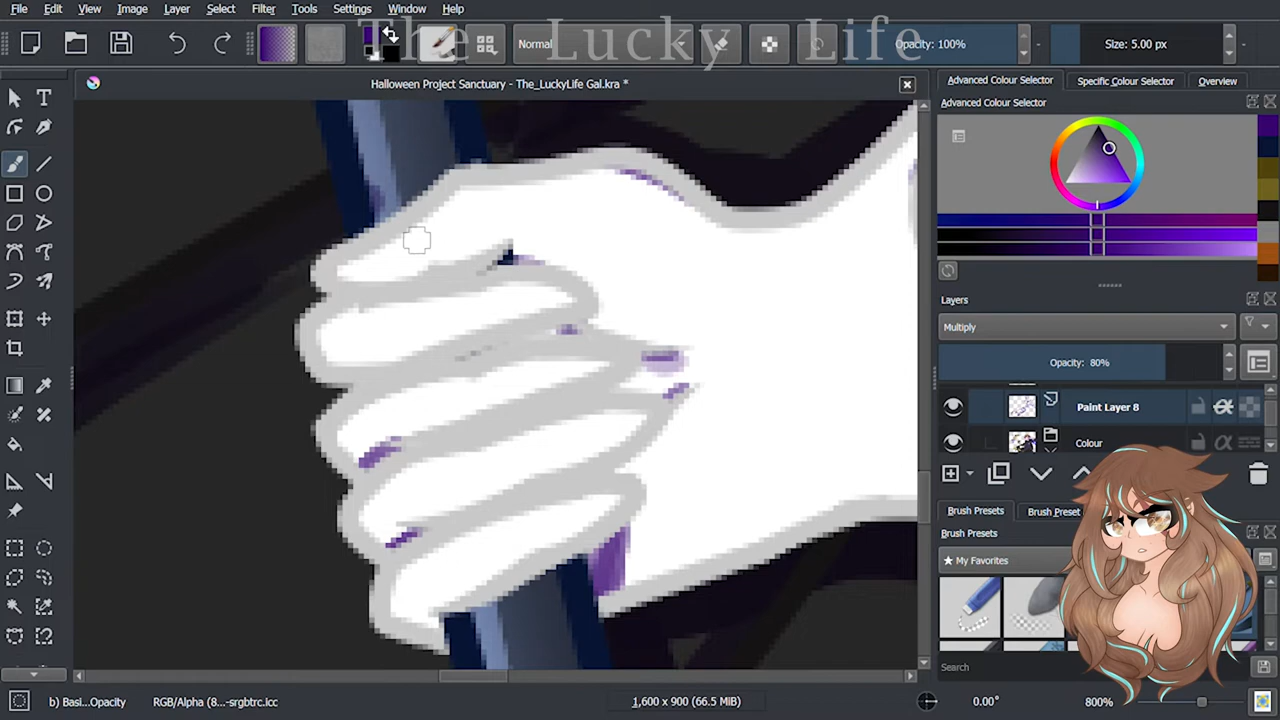 File Edit View Image Layer Select Filter Tools Settings Window Help
The Lucky Life
Normal
Opacity: 100%
Size: 5.00 px
Halloween Project Sanctuary - The_LuckyLife Gal.kra *
Advanced Colour Selector
Specific Colour Selector
Overview
Advanced Colour Selector
Layers
Multiply
Opacity: 80%
Paint Layer 8
Colour
Brush Presets
Brush Preset
Brush Presets
★ My Favorites
Search
b) Basi...Opacity
RGB/Alpha (8...-srgbtrc.icc
1,600 x 900 (66.5 MiB)
0.00°
800%